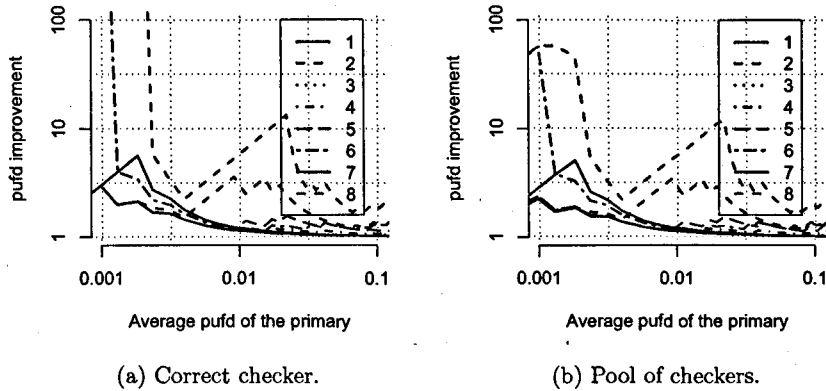 100
10
1
pufd improvement
0.001 0.01 0.1
Average pufd of the primary
1
2
3
4
5
6
7
8
(a) Correct checker.
100
10
1
pufd improvement
0.001 0.01 0.1
Average pufd of the primary
1
2
3
4
5
6
7
8
(b) Pool of checkers.